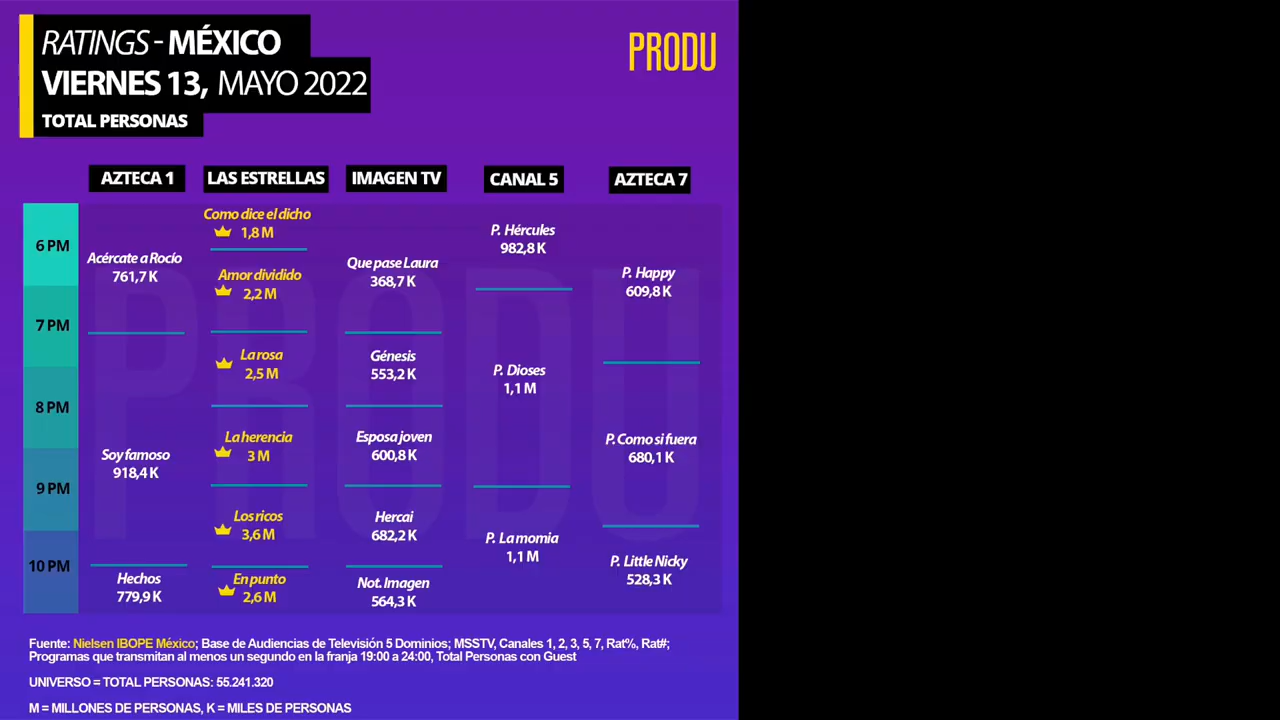 RATINGS - MÉXICO
VIERNES 13, MAYO 2022
TOTAL PERSONAS
PRODU
AZTECA 1
LAS ESTRELLAS
IMAGEN TV
CANAL 5
AZTECA 7
6 PM
7 PM
8 PM
9 PM
10 PM
Acércate a Rocío
761,7 K
Soy famoso
918,4 K
Hechos
779,9 K
Como dice el dicho
1,8 M
Amor dividido
2,2 M
La rosa
2,5 M
La herencia
3 M
Los ricos
3,6 M
En punto
2,6 M
Que pase Laura
368,7 K
Génesis
553,2 K
Esposa joven
600,8 K
Hercai
682,2 K
Not. Imagen
564,3 K
P. Hércules
982,8 K
P. Dioses
1,1 M
P. La momia
1,1 M
P. Happy
609,8 K
P. Como si fuera
680,1 K
P. Little Nicky
528,3 K
PRODU
Fuente: Nielsen IBOPE México; Base de Audiencias de Televisión 5 Dominios; MSSTV, Canales 1, 2, 3, 5, 7, Rat%, Rat#;
Programas que transmitan al menos un segundo en la franja 19:00 a 24:00, Total Personas con Guest
UNIVERSO = TOTAL PERSONAS: 55.241.320
M = MILLONES DE PERSONAS, K = MILES DE PERSONAS